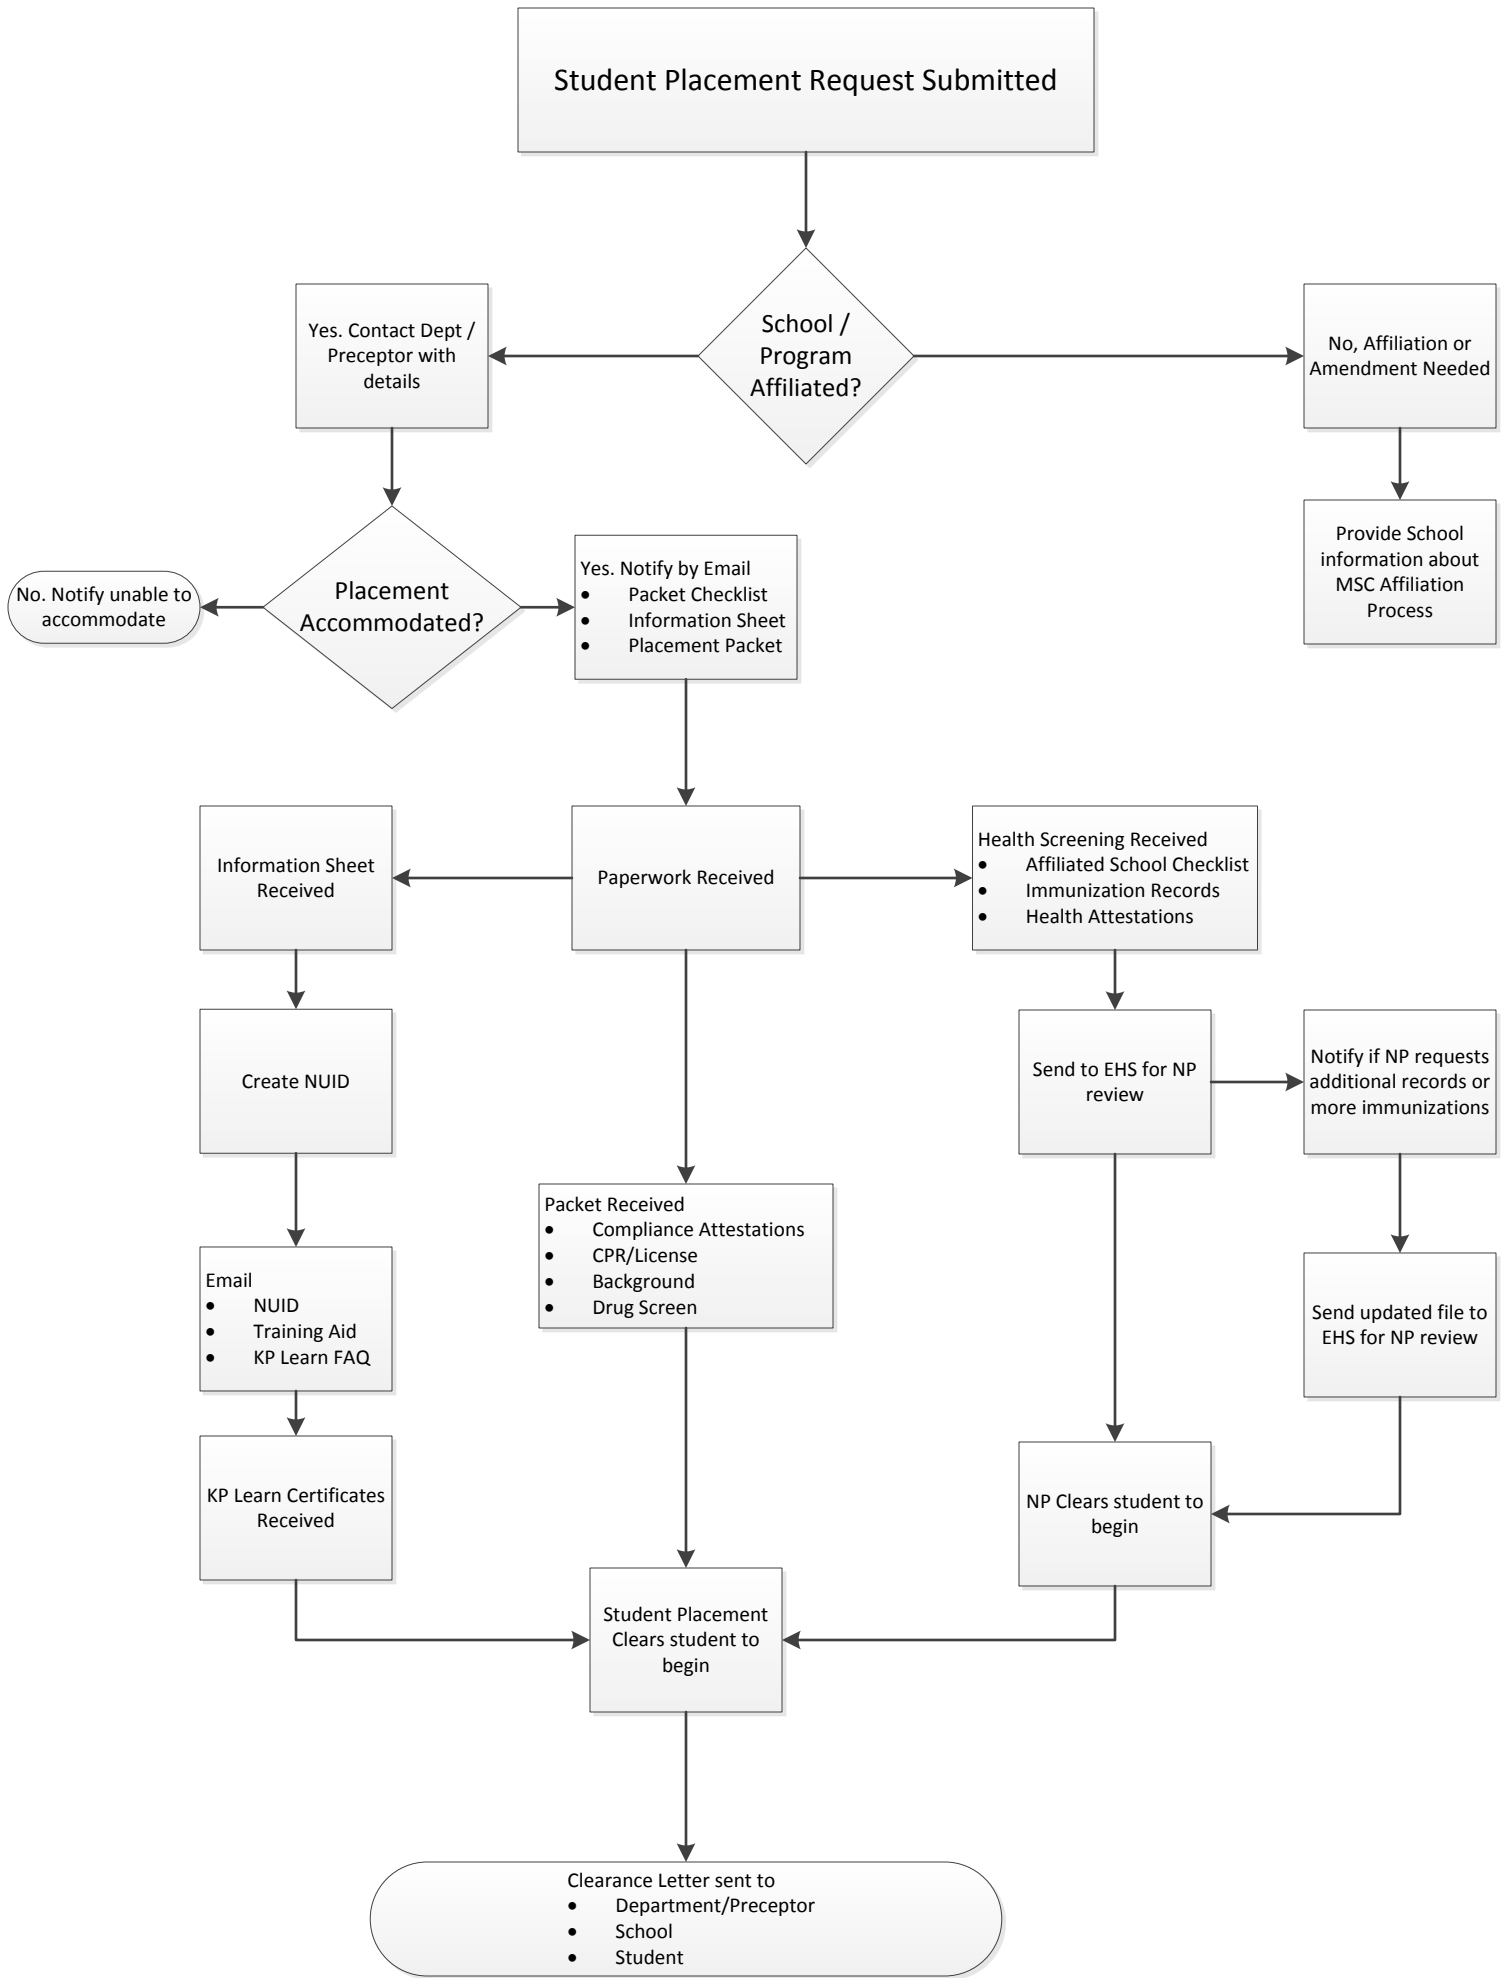 Student Placement Request Submitted
School /
Program
Affiliated?
Yes. Contact Dept /
Preceptor with
details
No, Affiliation or
Amendment Needed
Provide School
information about
MSC Affiliation
Process
Placement
Accommodated?
No. Notify unable to
accommodate
Yes. Notify by Email
• Packet Checklist
• Information Sheet
• Placement Packet
Information Sheet
Received
Paperwork Received
Health Screening Received
• Affiliated School Checklist
• Immunization Records
• Health Attestations
Create NUID
Send to EHS for NP
review
Notify if NP requests
additional records or
more immunizations
Packet Received
• Compliance Attestations
• CPR/License
• Background
• Drug Screen
Email
• NUID
• Training Aid
• KP Learn FAQ
Send updated file to
EHS for NP review
KP Learn Certificates
Received
NP Clears student to
begin
Student Placement
Clears student to
begin
Clearance Letter sent to
• Department/Preceptor
• School
• Student